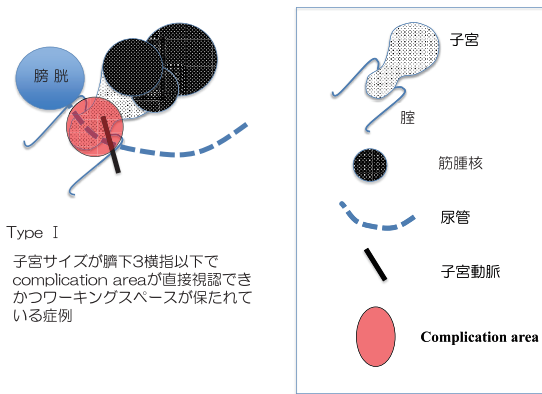 膀胱
Type Ⅰ
子宮サイズが臍下3横指以下で
complication areaが直接視認でき
かつワーキングスペースが保たれて
いる症例
子宮
腟
筋腫核
尿管
子宮動脈
Complication area